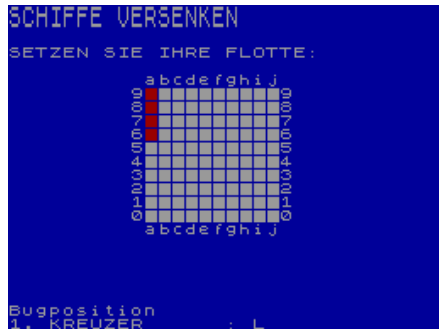 SCHIFFE VERSENKEN
SETZEN SIE IHRE FLOTTE:
abcdefghij
9 9
8 8
7 7
6 6
5 5
4 4
3 3
2 2
1 1
0 0
abcdefghij
Bugposition
1. KREUZER : L